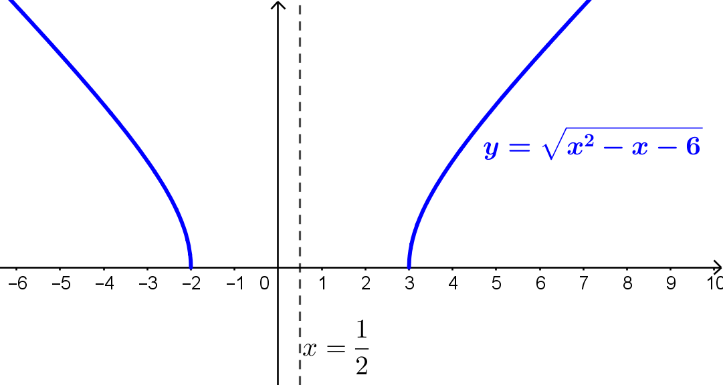 y = √(x² − x − 6)
−6 −5 −4 −3 −2 −1 0 1 2 3 4 5 6 7 8 9 10
x = 1/2